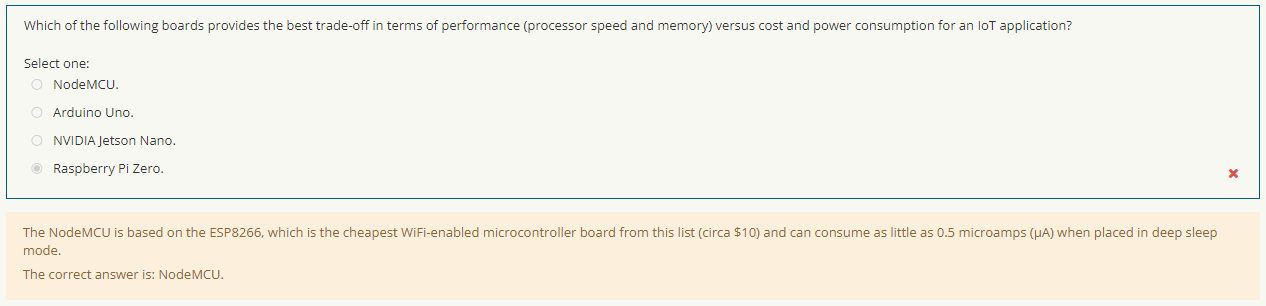 Which of the following boards provides the best trade-off in terms of performance (processor speed and memory) versus cost and power consumption for an IoT application?
Select one:
NodeMCU.
Arduino Uno.
NVIDIA Jetson Nano.
Raspberry Pi Zero.
The NodeMCU is based on the ESP8266, which is the cheapest WiFi-enabled microcontroller board from this list (circa $10) and can consume as little as 0.5 microamps (μA) when placed in deep sleep
mode.
The correct answer is: NodeMCU.